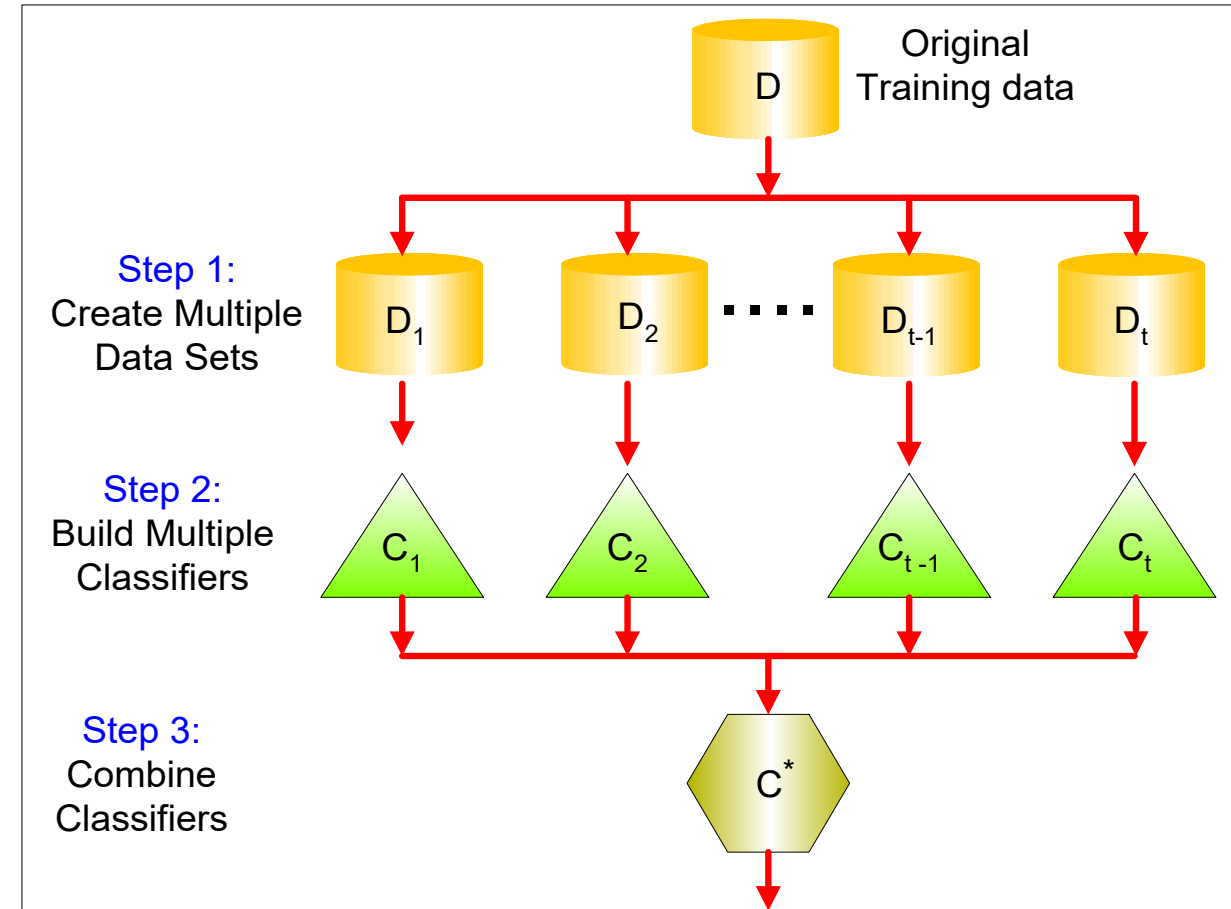 D
Original
Training data
Step 1:
Create Multiple
Data Sets
D1
D2
.....
Dt-1
Dt
Step 2:
Build Multiple
Classifiers
C1
C2
Ct -1
Ct
Step 3:
Combine
Classifiers
C*